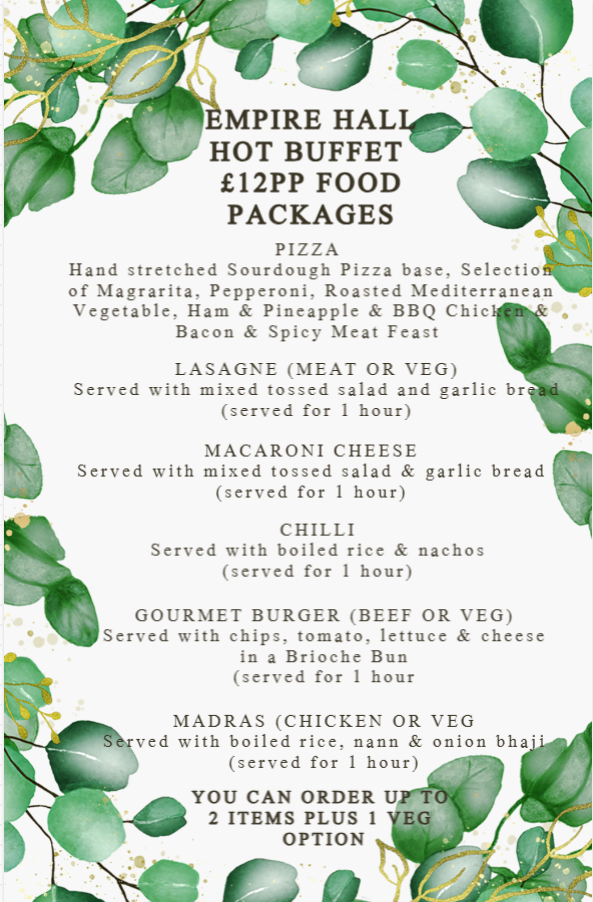 EMPIRE HALL
HOT BUFFET
£12PP FOOD
PACKAGES
PIZZA
Hand stretched Sourdough Pizza base, Selection
of Magrarita, Pepperoni, Roasted Mediterranean
Vegetable, Ham & Pineapple & BBQ Chicken &
Bacon & Spicy Meat Feast
LASAGNE (MEAT OR VEG)
Served with mixed tossed salad and garlic bread
(served for 1 hour)
MACARONI CHEESE
Served with mixed tossed salad & garlic bread
(served for 1 hour)
CHILLI
Served with boiled rice & nachos
(served for 1 hour)
GOURMET BURGER (BEEF OR VEG)
Served with chips, tomato, lettuce & cheese
in a Brioche Bun
(served for 1 hour
MADRAS (CHICKEN OR VEG
Served with boiled rice, nann & onion bhaji
(served for 1 hour)
YOU CAN ORDER UP TO
2 ITEMS PLUS 1 VEG
OPTION